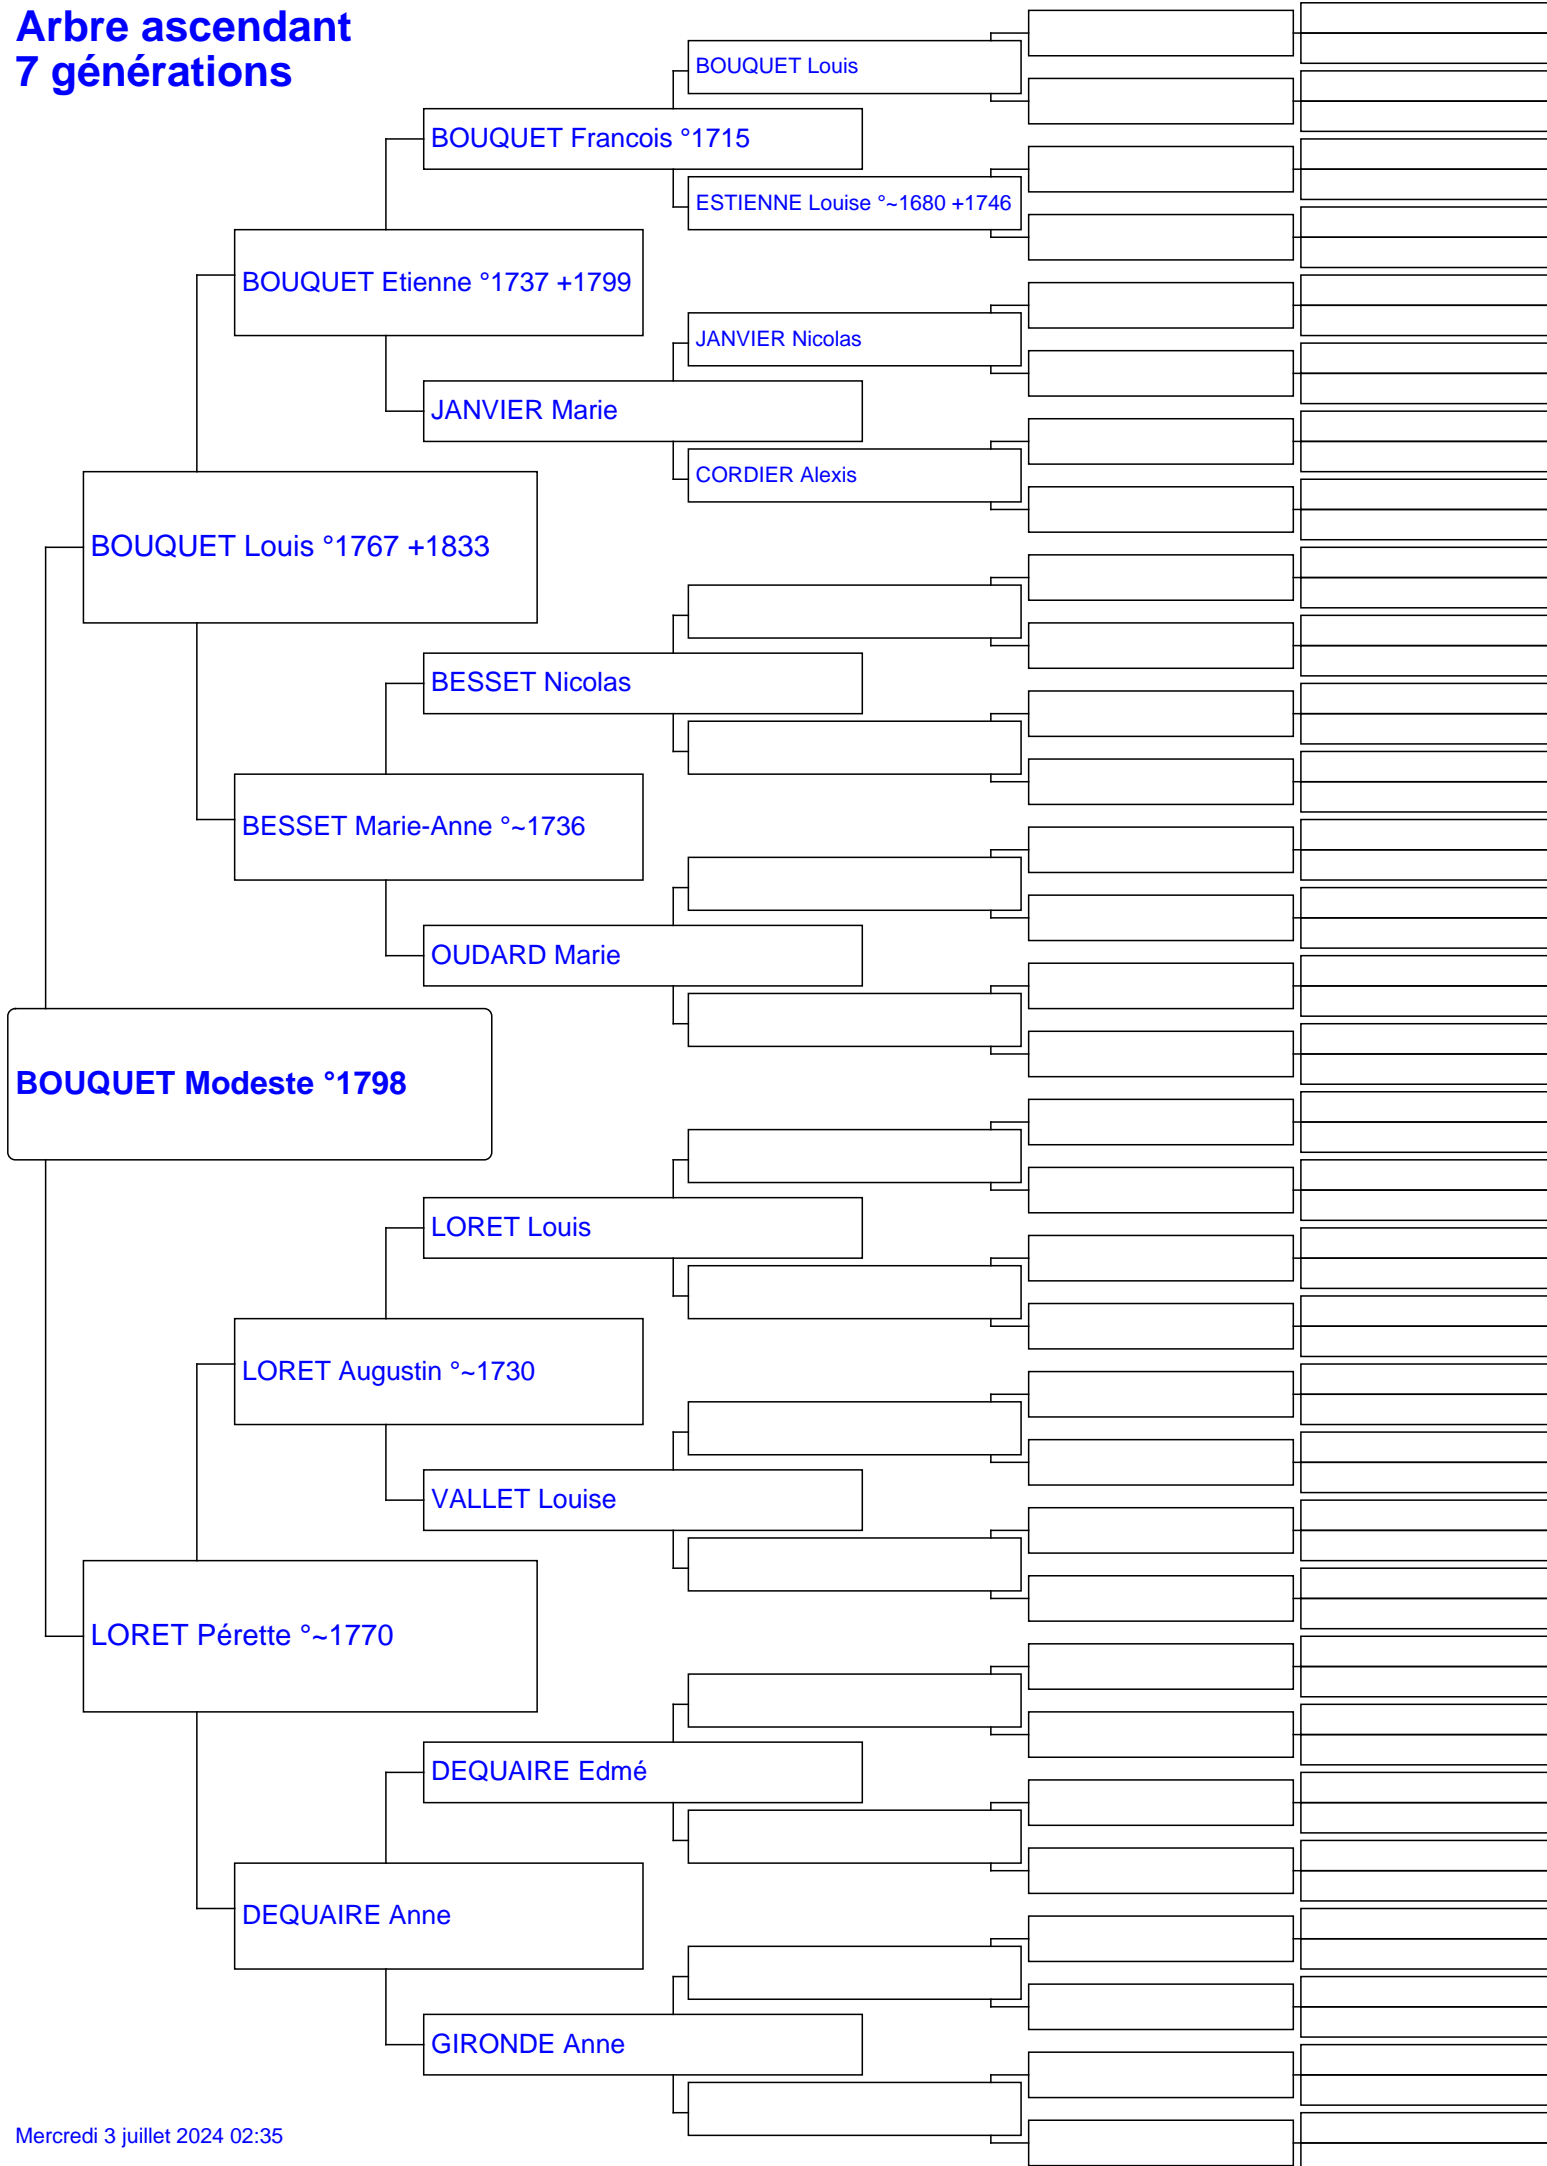 Arbre ascendant
7 générations
BOUQUET Louis
BOUQUET Francois °1715
ESTIENNE Louise °~1680 +1746
BOUQUET Etienne °1737 +1799
JANVIER Nicolas
JANVIER Marie
CORDIER Alexis
BOUQUET Louis °1767 +1833
BESSET Nicolas
BESSET Marie-Anne °~1736
OUDARD Marie
BOUQUET Modeste °1798
LORET Louis
LORET Augustin °~1730
VALLET Louise
LORET Pérette °~1770
DEQUAIRE Edmé
DEQUAIRE Anne
GIRONDE Anne
Mercredi 3 juillet 2024 02:35